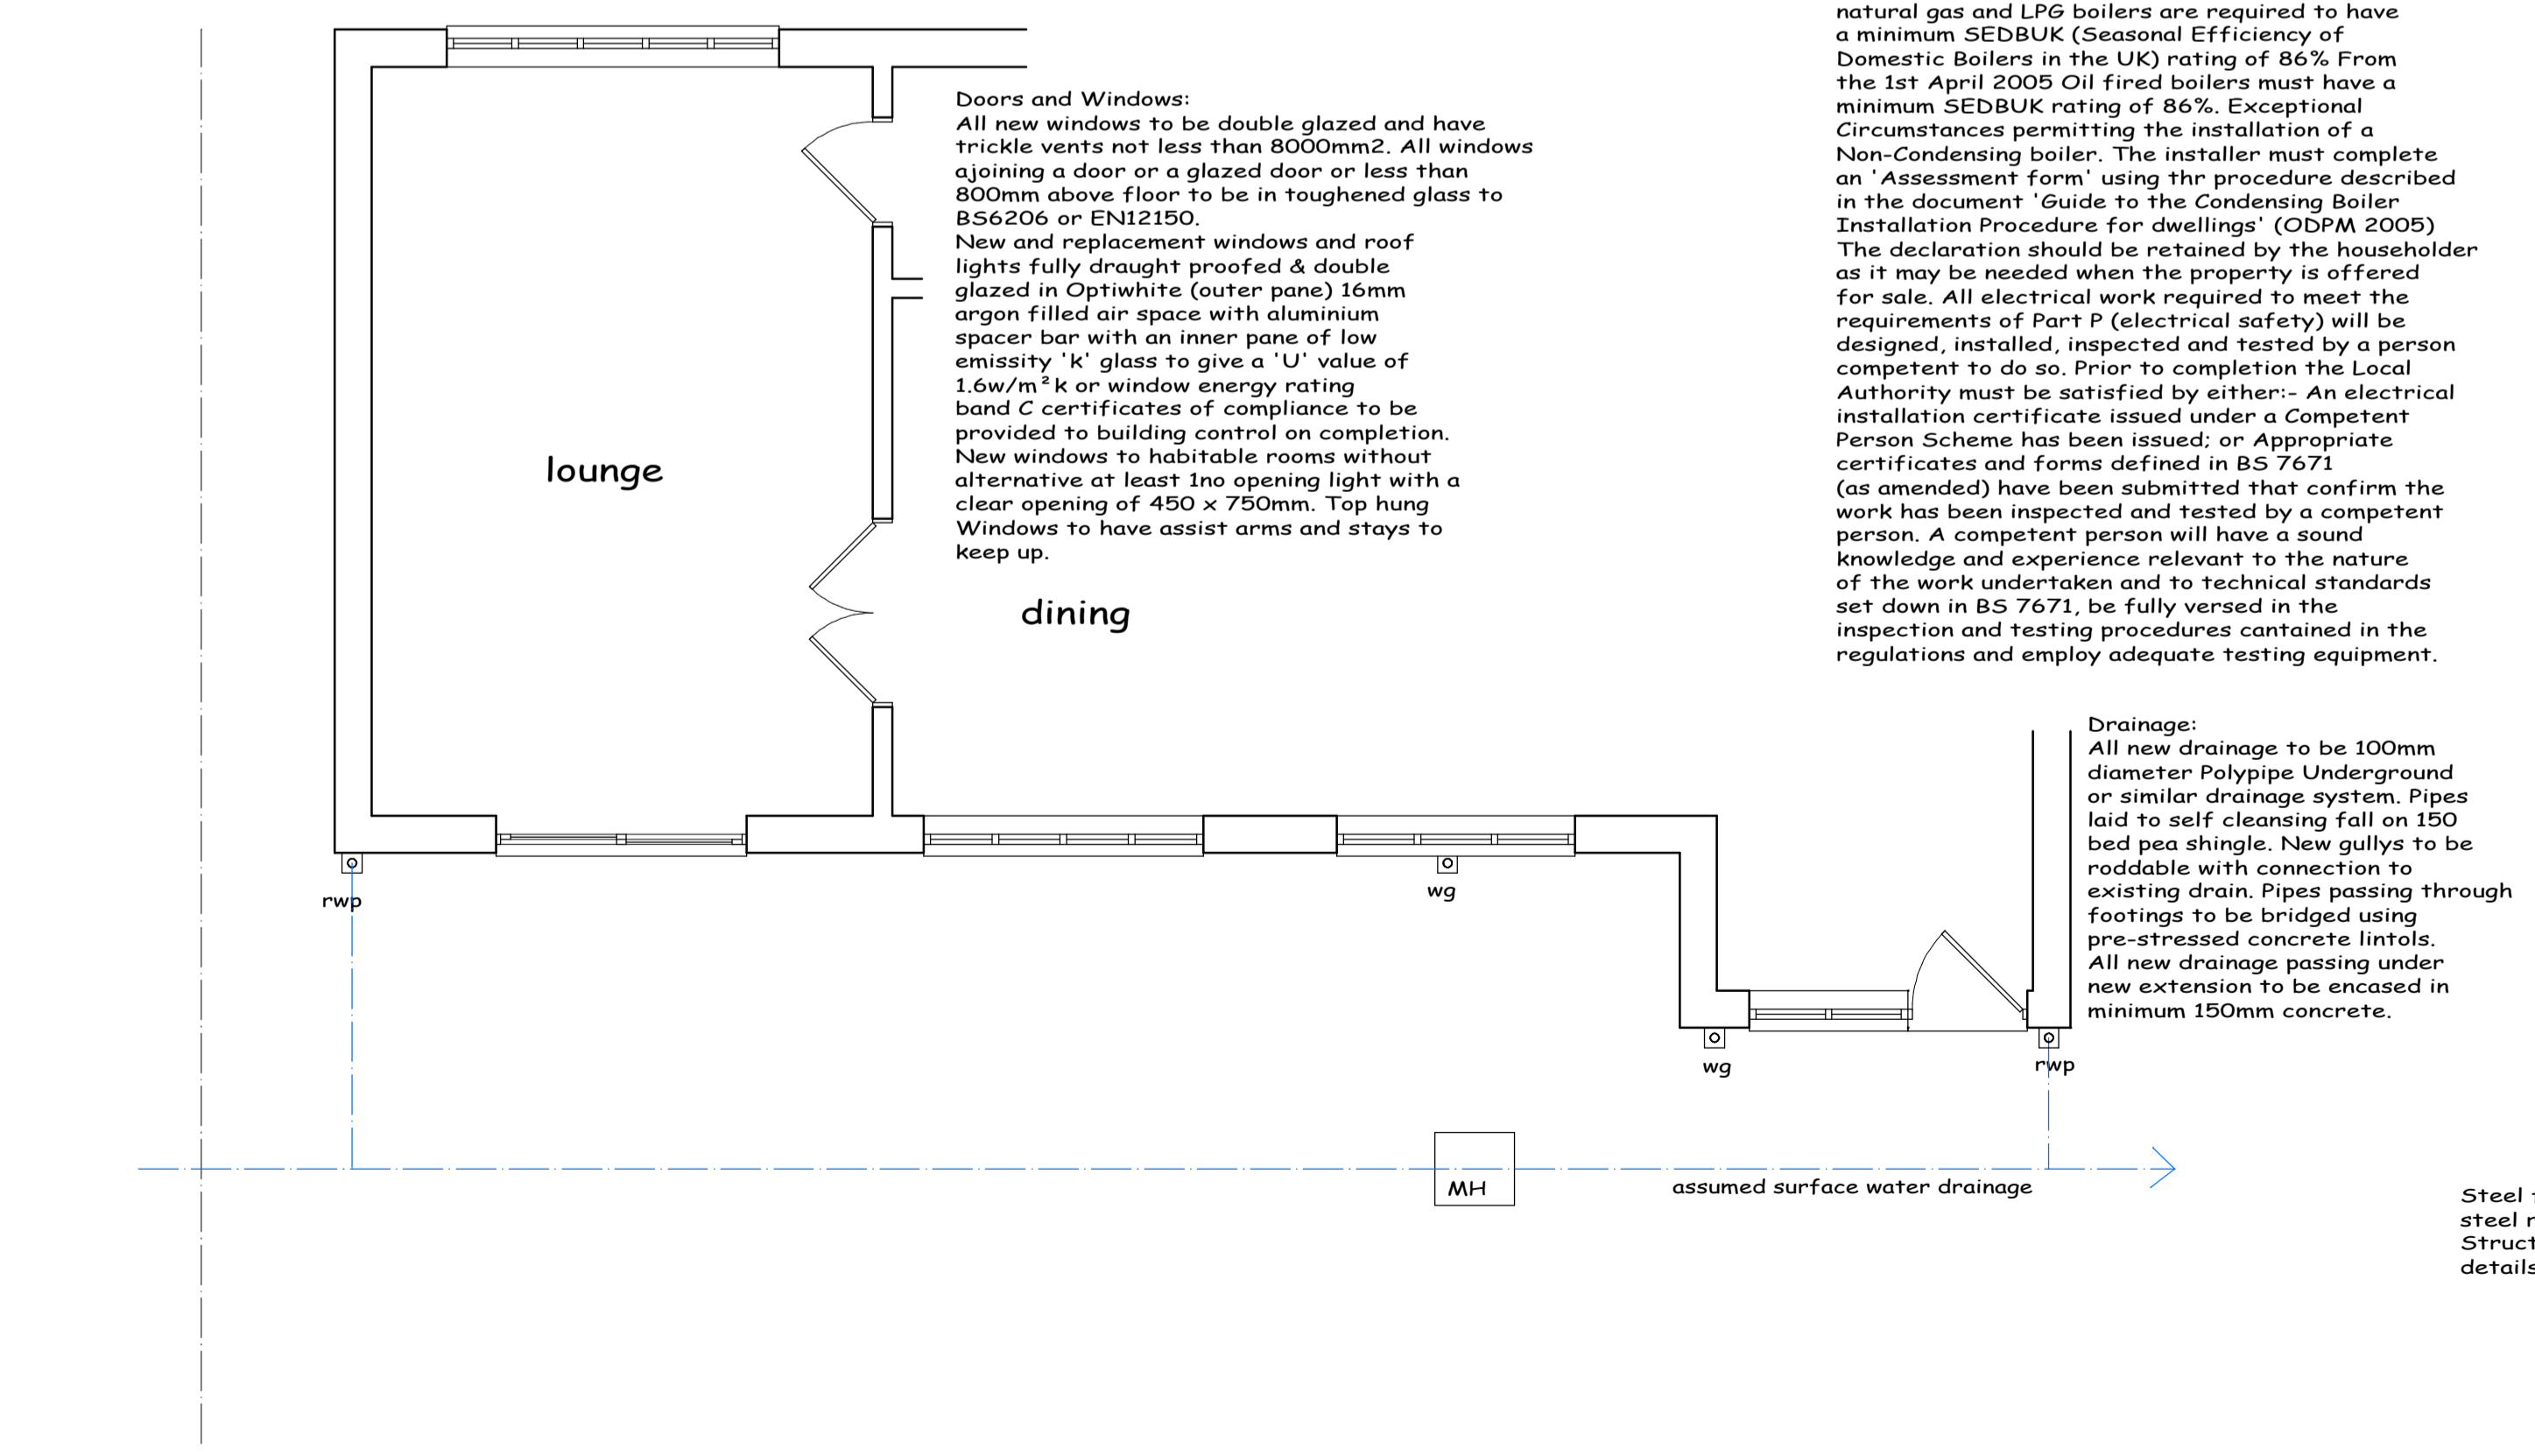 natural gas and LPG boilers are required to have
a minimum SEDBUK (Seasonal Efficiency of
Domestic Boilers in the UK) rating of 86% From
the 1st April 2005 Oil fired boilers must have a
minimum SEDBUK rating of 86%. Exceptional
Circumstances permitting the installation of a
Non-Condensing boiler. The installer must complete
an 'Assessment form' using thr procedure described
in the document 'Guide to the Condensing Boiler
Installation Procedure for dwellings' (ODPM 2005)
The declaration should be retained by the householder
as it may be needed when the property is offered
for sale. All electrical work required to meet the
requirements of Part P (electrical safety) will be
designed, installed, inspected and tested by a person
competent to do so. Prior to completion the Local
Authority must be satisfied by either:- An electrical
installation certificate issued under a Competent
Person Scheme has been issued; or Appropriate
certificates and forms defined in BS 7671
(as amended) have been submitted that confirm the
work has been inspected and tested by a competent
person. A competent person will have a sound
knowledge and experience relevant to the nature
of the work undertaken and to technical standards
set down in BS 7671, be fully versed in the
inspection and testing procedures cantained in the
regulations and employ adequate testing equipment.
Doors and Windows:
All new windows to be double glazed and have
trickle vents not less than 8000mm2. All windows
ajoining a door or a glazed door or less than
800mm above floor to be in toughened glass to
BS6206 or EN12150.
New and replacement windows and roof
lights fully draught proofed & double
glazed in Optiwhite (outer pane) 16mm
argon filled air space with aluminium
spacer bar with an inner pane of low
emissity 'k' glass to give a 'U' value of
1.6w/m²k or window energy rating
band C certificates of compliance to be
provided to building control on completion.
New windows to habitable rooms without
alternative at least 1no opening light with a
clear opening of 450 x 750mm. Top hung
Windows to have assist arms and stays to
keep up.
lounge
dining
Drainage:
All new drainage to be 100mm
diameter Polypipe Underground
or similar drainage system. Pipes
laid to self cleansing fall on 150
bed pea shingle. New gullys to be
roddable with connection to
existing drain. Pipes passing through
footings to be bridged using
pre-stressed concrete lintols.
All new drainage passing under
new extension to be encased in
minimum 150mm concrete.
rwp
wg
wg
rwp
MH
assumed surface water drainage
Steel
steel
details